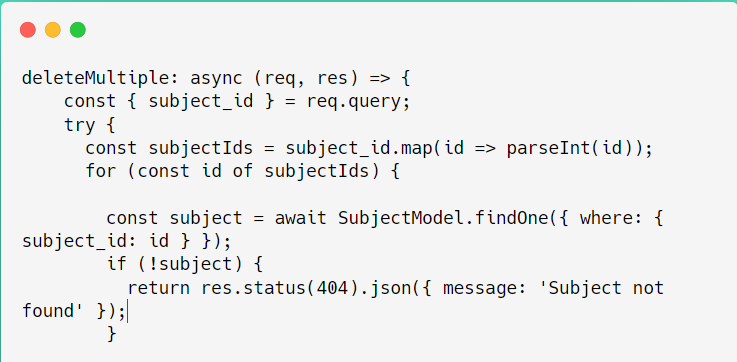 deleteMultiple: async (req, res) => {
    const { subject_id } = req.query;
    try {
      const subjectIds = subject_id.map(id => parseInt(id));
      for (const id of subjectIds) {

        const subject = await SubjectModel.findOne({ where: {
subject_id: id } });
        if (!subject) {
          return res.status(404).json({ message: 'Subject not
found' });
        }